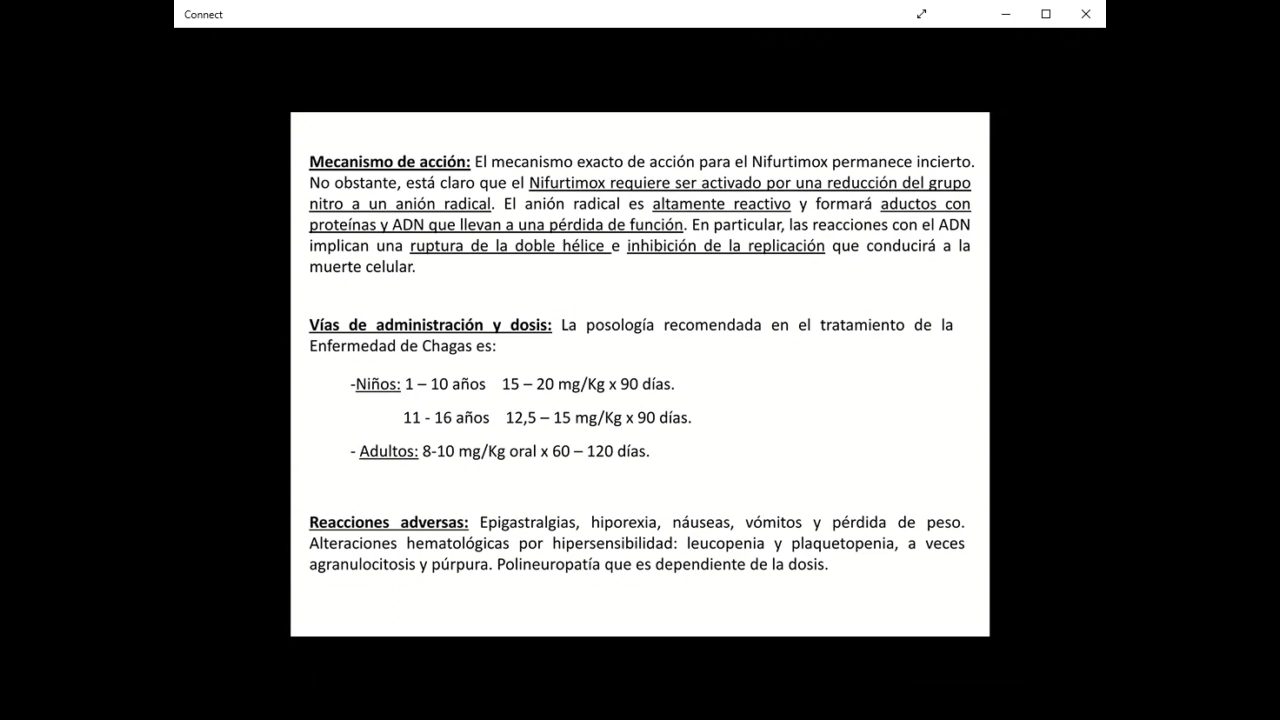 Connect
Mecanismo de acción: El mecanismo exacto de acción para el Nifurtimox permanece incierto.
No obstante, está claro que el Nifurtimox requiere ser activado por una reducción del grupo
nitro a un anión radical. El anión radical es altamente reactivo y formará aductos con
proteínas y ADN que llevan a una pérdida de función. En particular, las reacciones con el ADN
implican una ruptura de la doble hélice e inhibición de la replicación que conducirá a la
muerte celular.
Vías de administración y dosis: La posología recomendada en el tratamiento de la
Enfermedad de Chagas es:
-Niños: 1 – 10 años 15 – 20 mg/Kg x 90 días.
11 - 16 años 12,5 – 15 mg/Kg x 90 días.
- Adultos: 8-10 mg/Kg oral x 60 – 120 días.
Reacciones adversas: Epigastralgias, hiporexia, náuseas, vómitos y pérdida de peso.
Alteraciones hematológicas por hipersensibilidad: leucopenia y plaquetopenia, a veces
agranulocitosis y púrpura. Polineuropatía que es dependiente de la dosis.